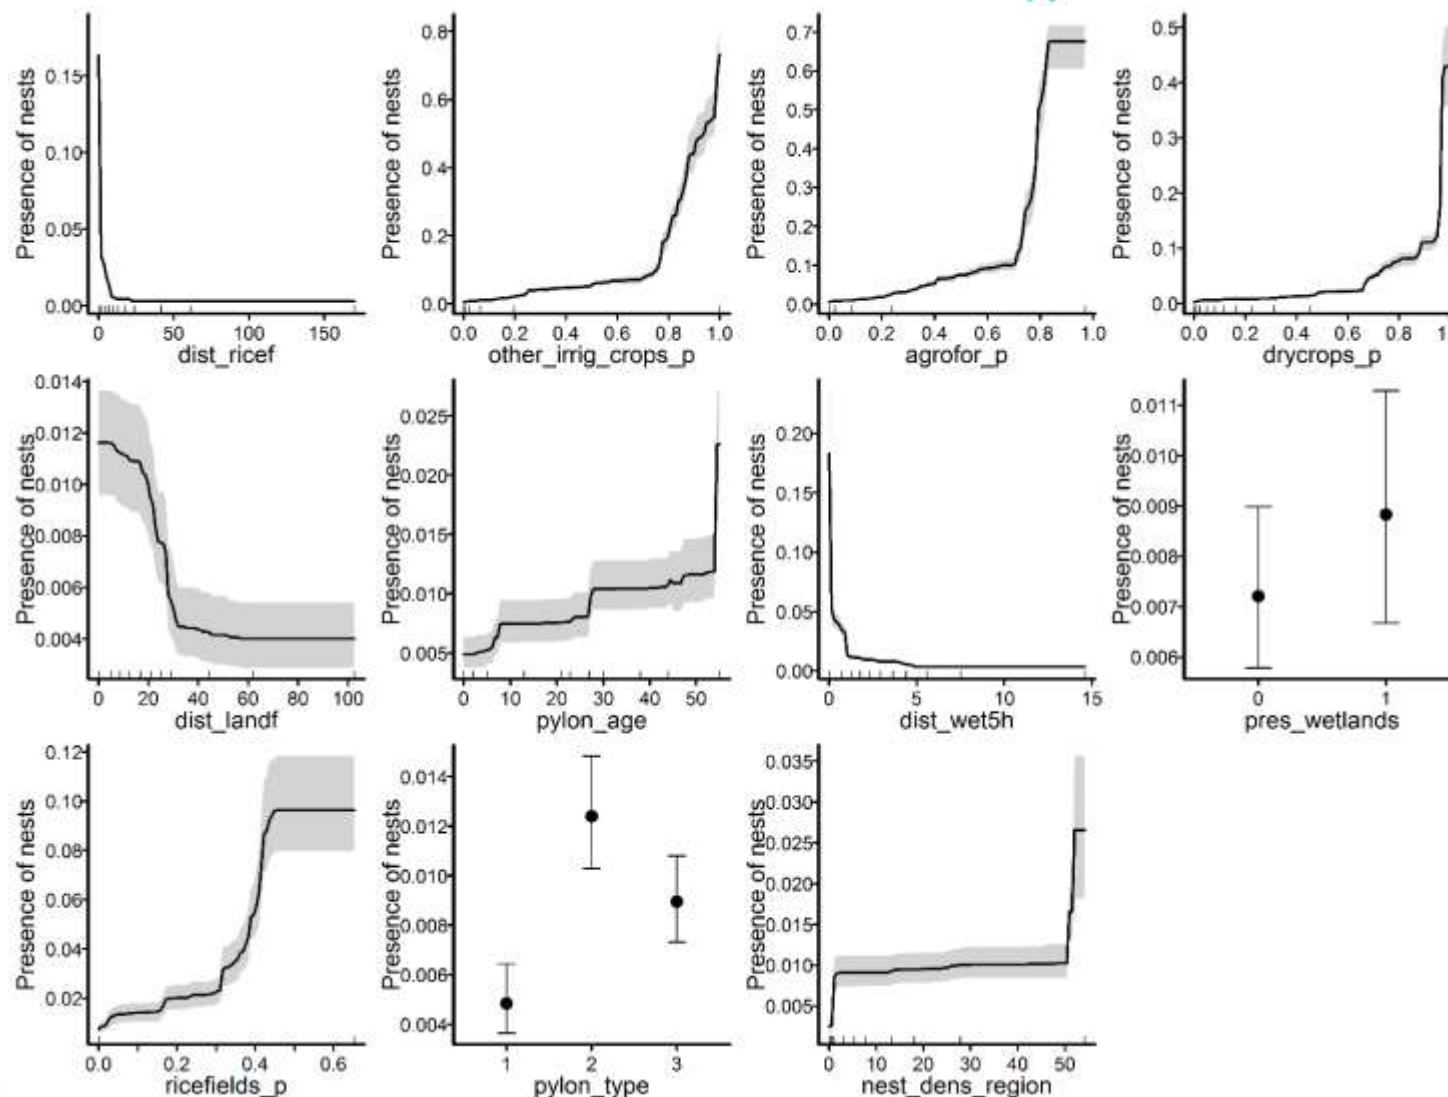 Presence of nests
0.15
0.10
0.05
0.00
0 50 100 150
dist_ricef
Presence of nests
0.8
0.6
0.4
0.2
0.0
0.0 0.2 0.4 0.6 0.8 1.0
other_irrig_crops_p
Presence of nests
0.7
0.6
0.5
0.4
0.3
0.2
0.1
0.0
0.0 0.2 0.4 0.6 0.8 1.0
agrofor_p
Presence of nests
0.5
0.4
0.3
0.2
0.1
0.0
0.0 0.2 0.4 0.6 0.8
drycrops_p
Presence of nests
0.014
0.012
0.010
0.008
0.006
0.004
0 20 40 60 80 100
dist_landf
Presence of nests
0.025
0.020
0.015
0.010
0.005
0 10 20 30 40 50
pylon_age
Presence of nests
0.20
0.15
0.10
0.05
0.00
0 5 10 15
dist_wet5h
Presence of nests
0.011
0.010
0.009
0.008
0.007
0.006
0 1
pres_wetlands
Presence of nests
0.12
0.10
0.08
0.06
0.04
0.02
0.0 0.2 0.4 0.6
ricefields_p
Presence of nests
0.014
0.012
0.010
0.008
0.006
0.004
1 2 3
pylon_type
Presence of nests
0.035
0.030
0.025
0.020
0.015
0.010
0.005
0 10 20 30 40 50
nest_dens_region